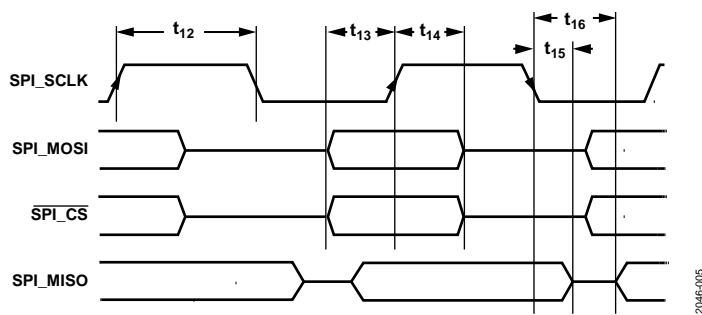 t12
t13
t14
t16
t15
SPI_SCLK
SPI_MOSI
SPI_CS
SPI_MISO
2046-005